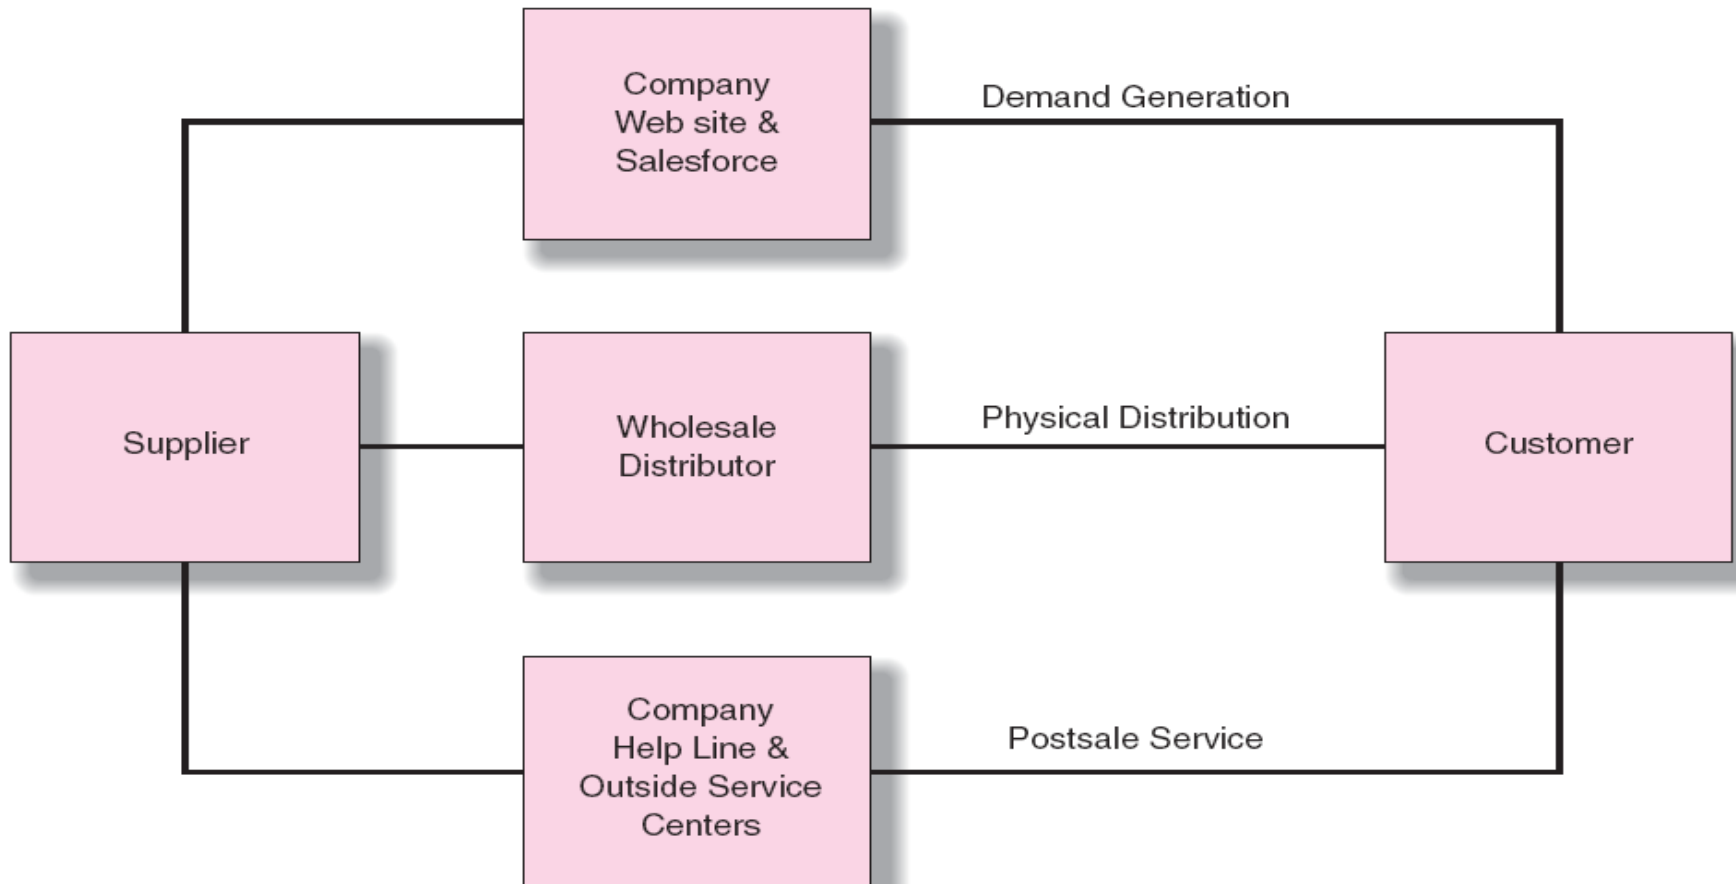 Company
Web site &
Salesforce
Demand Generation
Supplier
Wholesale
Distributor
Physical Distribution
Customer
Company
Help Line &
Outside Service
Centers
Postsale Service